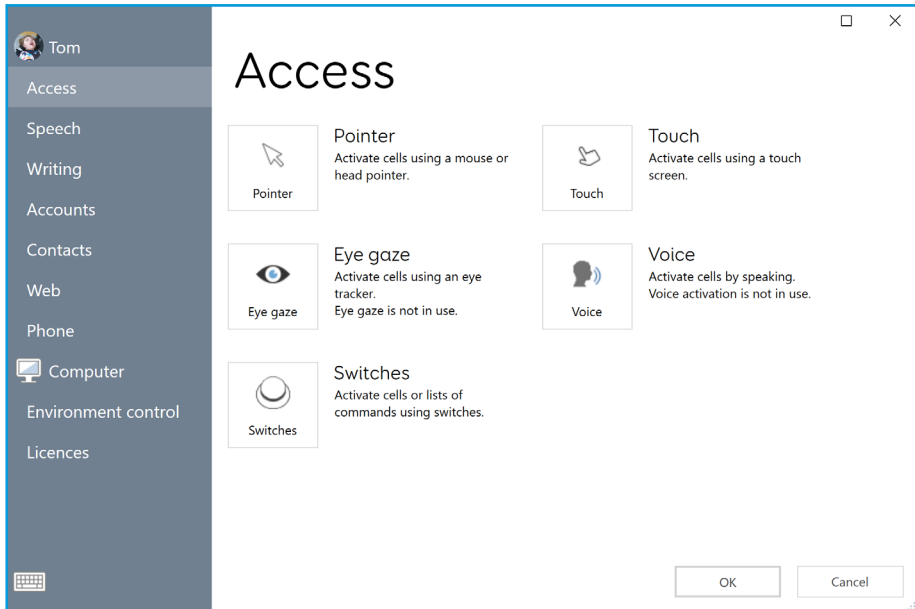 Tom
Access
Speech
Writing
Accounts
Contacts
Web
Phone
Computer
Environment control
Licences
Access
Pointer
Pointer
Activate cells using a mouse or
head pointer.
Touch
Touch
Activate cells using a touch
screen.
Eye gaze
Eye gaze
Activate cells using an eye
tracker.
Eye gaze is not in use.
Voice
Voice
Activate cells by speaking.
Voice activation is not in use.
Switches
Switches
Activate cells or lists of
commands using switches.
OK
Cancel